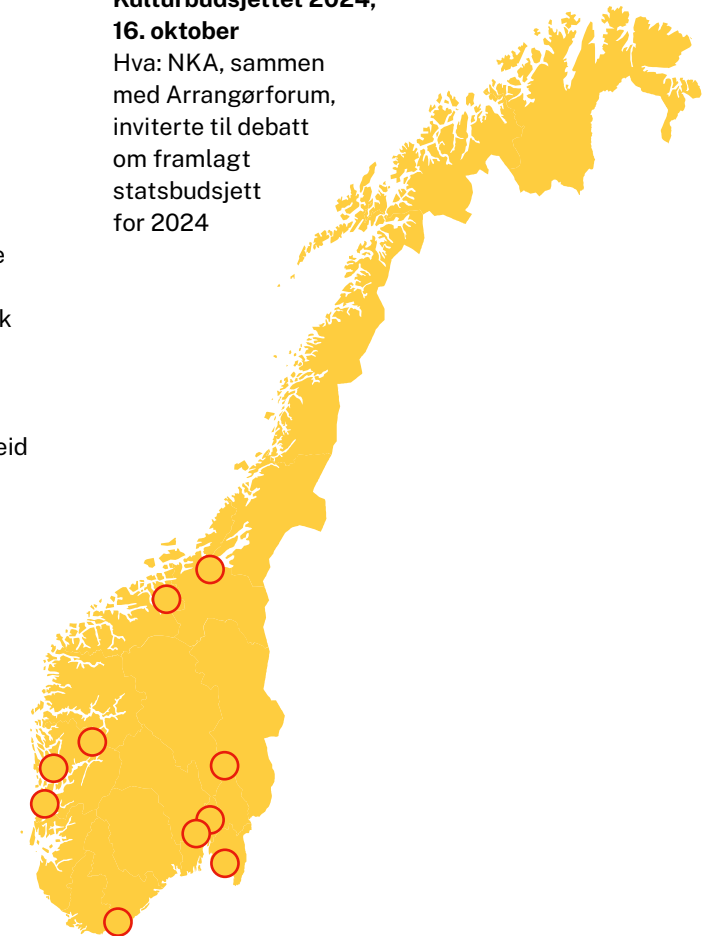 Kulturbudsjettet 2024,
16. oktober
Hva: NKA, sammen
med Arrangørforum,
inviterte til debatt
om framlagt
statsbudsjett
for 2024